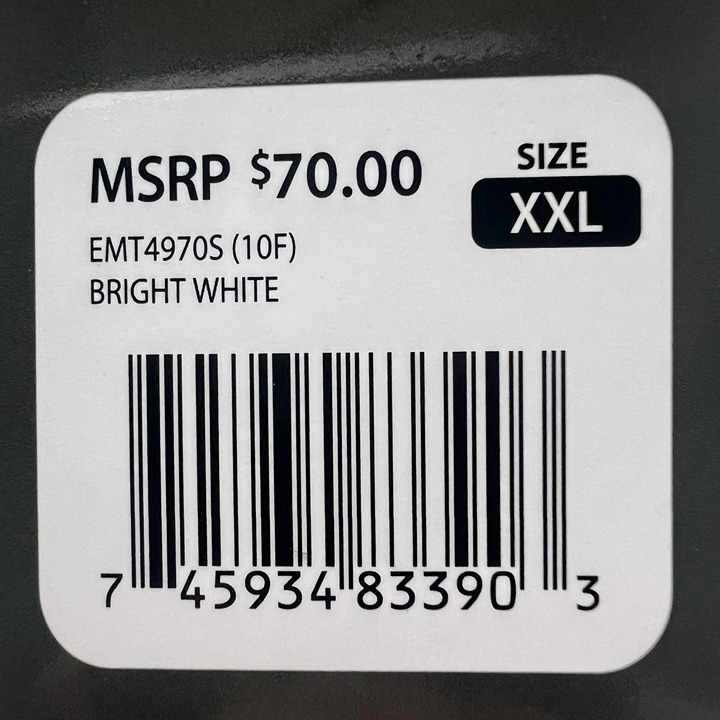 MSRP $70.00
SIZE
XXL
EMT4970S (10F)
BRIGHT WHITE
7 45934 83390 3